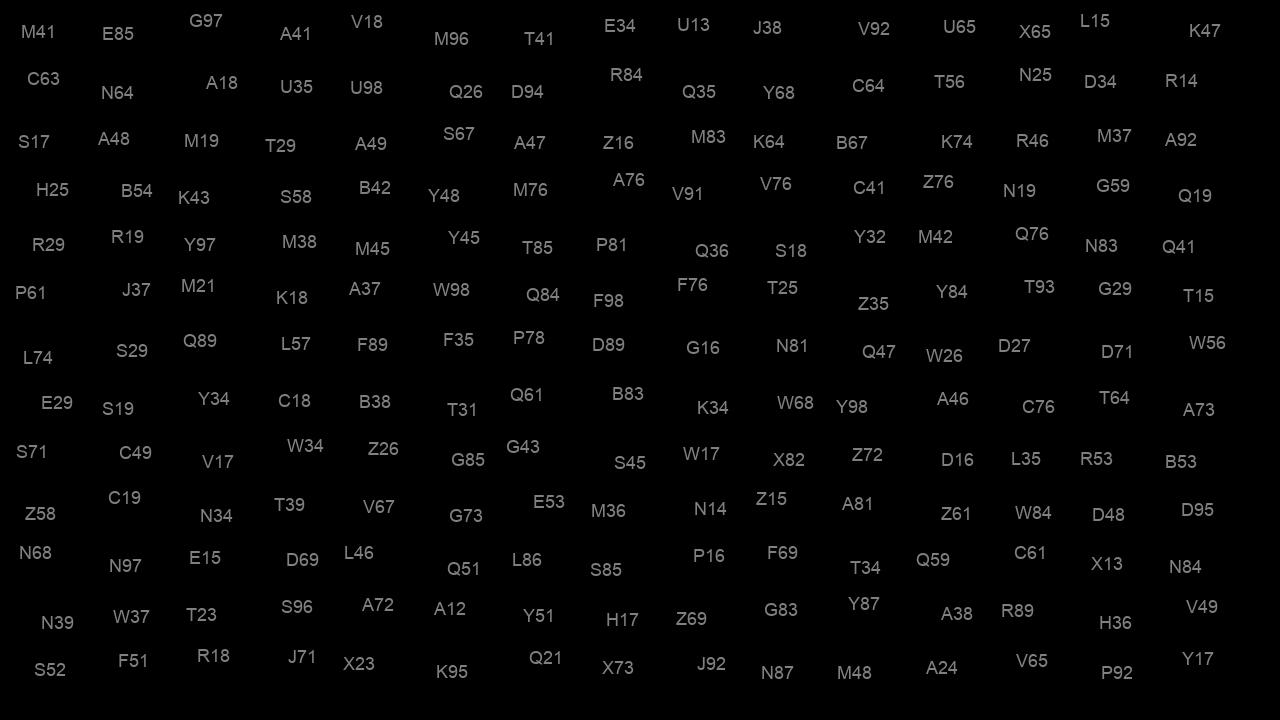 M41 E85 G97 A41 V18 M96 T41 E34 U13 J38 V92 U65 X65 L15 K47
C63 N64 A18 U35 U98 Q26 D94 R84 Q35 Y68 C64 T56 N25 D34 R14
S17 A48 M19 T29 A49 S67 A47 Z16 M83 K64 B67 K74 R46 M37 A92
H25 B54 K43 S58 B42 Y48 M76 A76 V91 V76 C41 Z76 N19 G59 Q19
R29 R19 Y97 M38 M45 Y45 T85 P81 Q36 S18 Y32 M42 Q76 N83 Q41
P61 J37 M21 K18 A37 W98 Q84 F98 F76 T25 Z35 Y84 T93 G29 T15
L74 S29 Q89 L57 F89 F35 P78 D89 G16 N81 Q47 W26 D27 D71 W56
E29 S19 Y34 C18 B38 T31 Q61 B83 K34 W68 Y98 A46 C76 T64 A73
S71 C49 V17 W34 Z26 G85 G43 S45 W17 X82 Z72 D16 L35 R53 B53
Z58 C19 N34 T39 V67 G73 E53 M36 N14 Z15 A81 Z61 W84 D48 D95
N68 N97 E15 D69 L46 Q51 L86 S85 P16 F69 T34 Q59 C61 X13 N84
N39 W37 T23 S96 A72 A12 Y51 H17 Z69 G83 Y87 A38 R89 H36 V49
S52 F51 R18 J71 X23 K95 Q21 X73 J92 N87 M48 A24 V65 P92 Y17